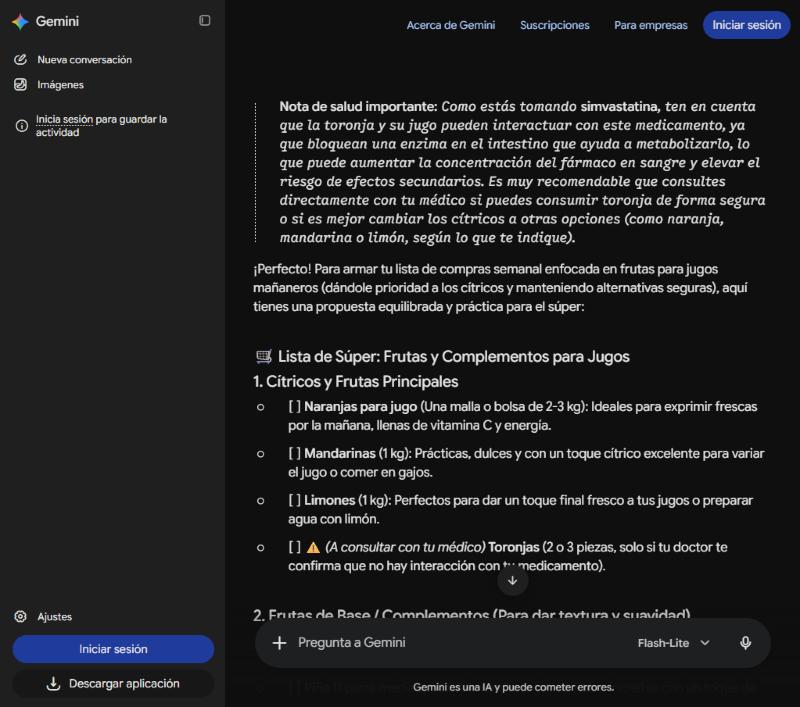 Gemini
Nueva conversación
Imágenes
Inicia sesión para guardar la
actividad
Ajustes
Iniciar sesión
Descargar aplicación
Acerca de Gemini
Suscripciones
Para empresas
Iniciar sesión
Nota de salud importante: Como estás tomando simvastatina, ten en cuenta
que la toronja y su jugo pueden interactuar con este medicamento, ya
que bloquean una enzima en el intestino que ayuda a metabolizarlo, lo
que puede aumentar la concentración del fármaco en sangre y elevar el
riesgo de efectos secundarios. Es muy recomendable que consultes
directamente con tu médico si puedes consumir toronja de forma segura
o si es mejor cambiar los cítricos a otras opciones (como naranja,
mandarina o limón, según lo que te indique).
¡Perfecto! Para armar tu lista de compras semanal enfocada en frutas para jugos
mañaneros (dándole prioridad a los cítricos y manteniendo alternativas seguras), aquí
tienes una propuesta equilibrada y práctica para el súper:
🛒 Lista de Súper: Frutas y Complementos para Jugos
1. Cítricos y Frutas Principales
[ ] Naranjas para jugo (Una malla o bolsa de 2-3 kg): Ideales para exprimir frescas
por la mañana, llenas de vitamina C y energía.
[ ] Mandarinas (1 kg): Prácticas, dulces y con un toque cítrico excelente para variar
el jugo o comer en gajos.
[ ] Limones (1 kg): Perfectos para dar un toque final fresco a tus jugos o preparar
agua con limón.
[ ] ⚠️ (A consultar con tu médico) Toronjas (2 o 3 piezas, solo si tu doctor te
confirma que no hay interacción con tu medicamento).
2. Frutas de Base / Complementos (Para dar textura y suavidad)
Pregunta a Gemini
Flash-Lite
Gemini es una IA y puede cometer errores.